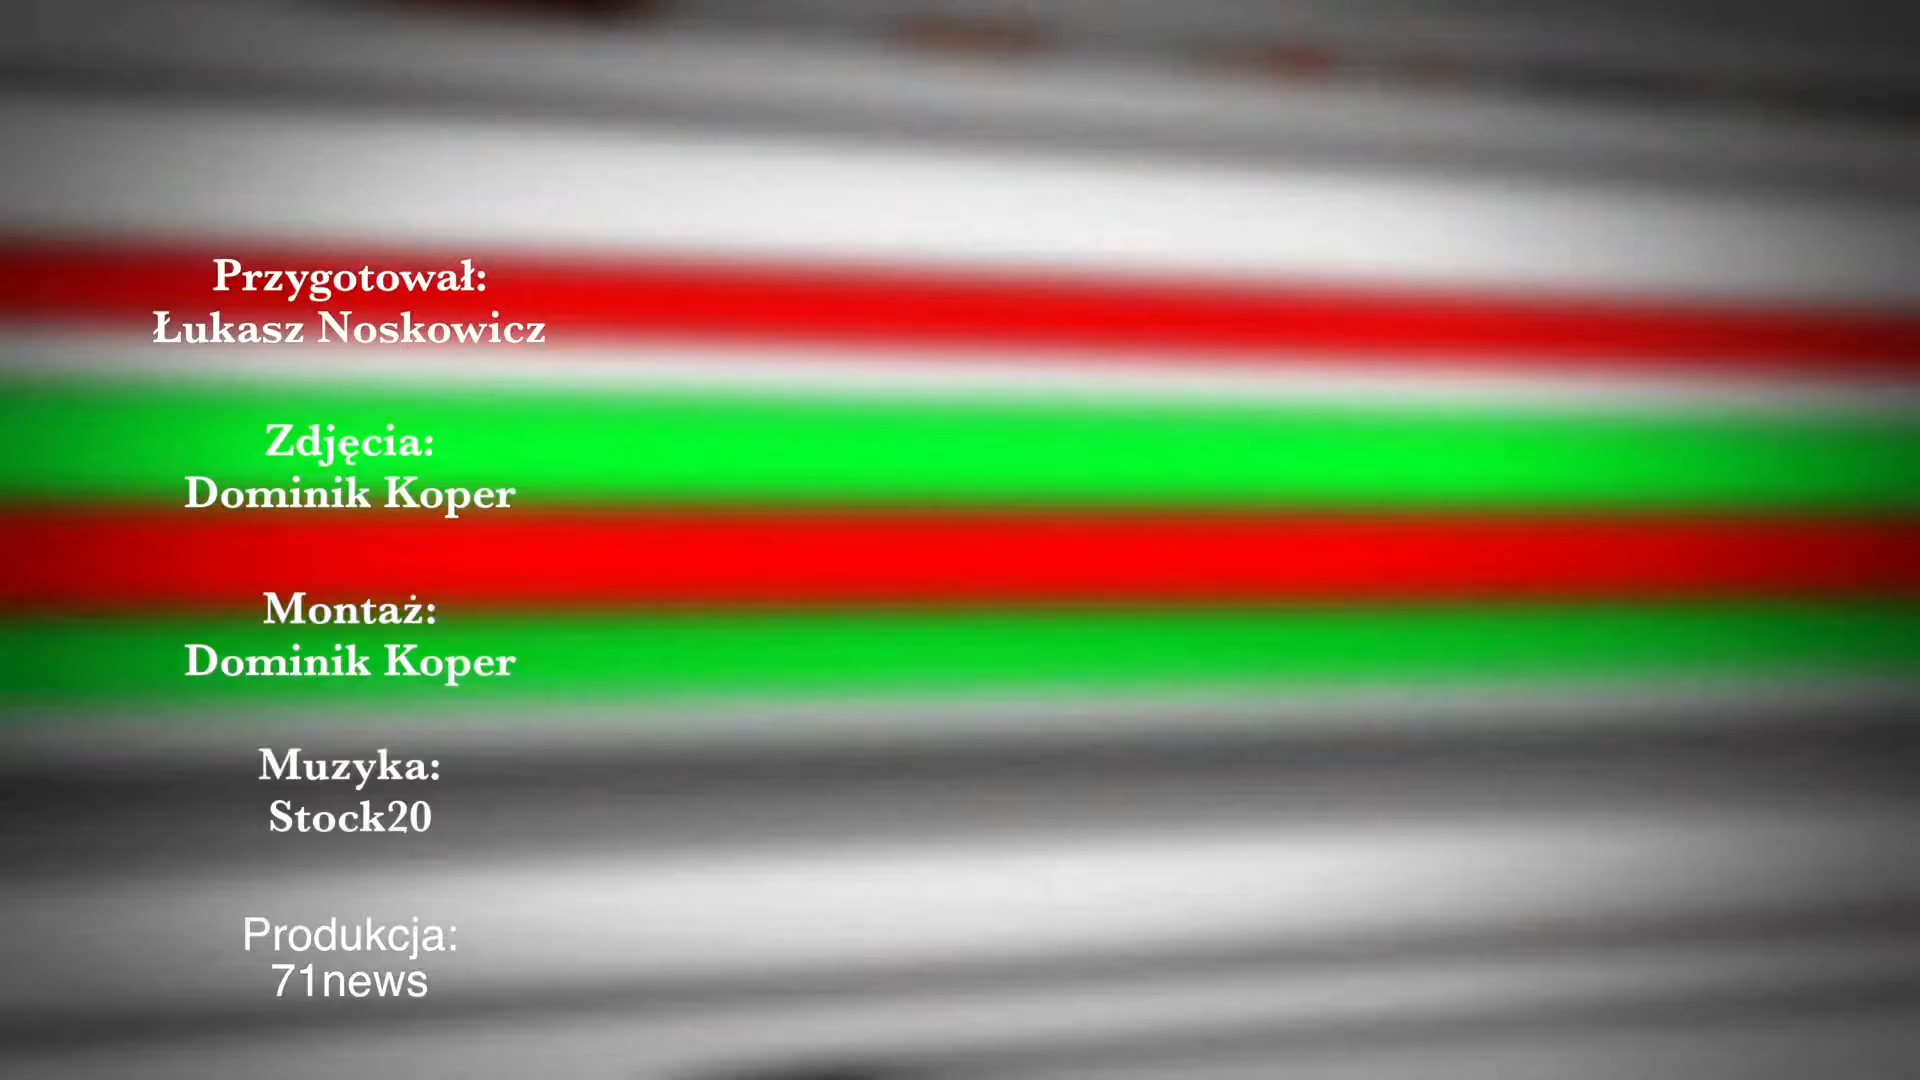 Przygotował:
Łukasz Noskowicz
Zdjęcia:
Dominik Koper
Montaż:
Dominik Koper
Muzyka:
Stock20
Produkcja:
71news